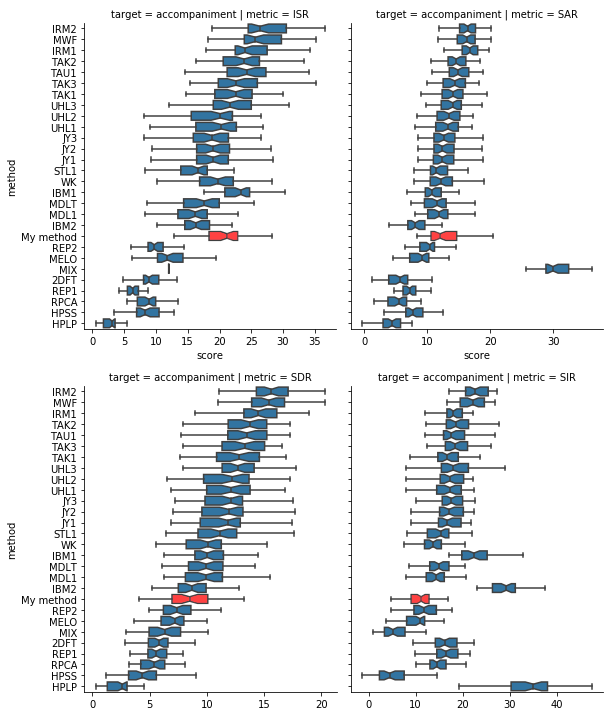 target = accompaniment | metric = ISR
target = accompaniment | metric = SAR
method
IRM2
MWF
IRM1
TAK2
TAU1
TAK3
TAK1
UHL3
UHL2
UHL1
JY3
JY2
JY1
STL1
WK
IBM1
MDLT
MDL1
IBM2
My method
REP2
MELO
MIX
2DFT
REP1
RPCA
HPSS
HPLP
0 5 10 15 20 25 30 35
score
0 10 20 30
score
target = accompaniment | metric = SDR
target = accompaniment | metric = SIR
method
IRM2
MWF
IRM1
TAK2
TAU1
TAK3
TAK1
UHL3
UHL2
UHL1
JY3
JY2
JY1
STL1
WK
IBM1
MDLT
MDL1
IBM2
My method
REP2
MELO
MIX
2DFT
REP1
RPCA
HPSS
HPLP
0 5 10 15 20
0 10 20 30 40